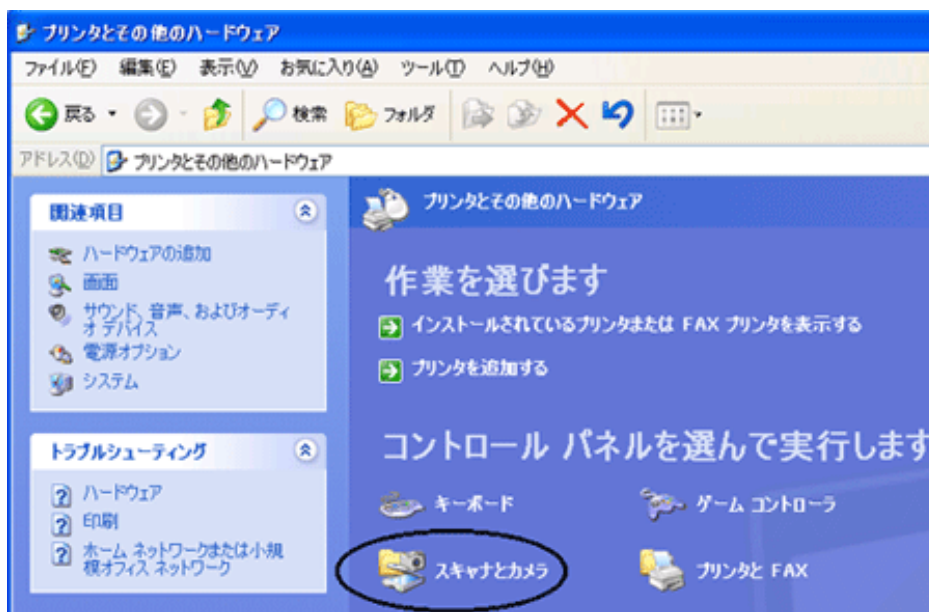 プリンタとその他のハードウェア
ファイル(F) 編集(E) 表示(V) お気に入り(A) ツール(T) ヘルプ(H)
戻る 検索 フォルダ
アドレス(D) プリンタとその他のハードウェア
関連項目
ハードウェアの追加
画面
サウンド、音声、およびオーディ
オ デバイス
電源オプション
システム
トラブルシューティング
ハードウェア
印刷
ホーム ネットワークまたは小規
模オフィス ネットワーク
プリンタとその他のハードウェア
作業を選びます
インストールされているプリンタまたは FAX プリンタを表示する
プリンタを追加する
コントロール パネルを選んで実行します
キーボード
ゲーム コントローラ
スキャナとカメラ
プリンタと FAX